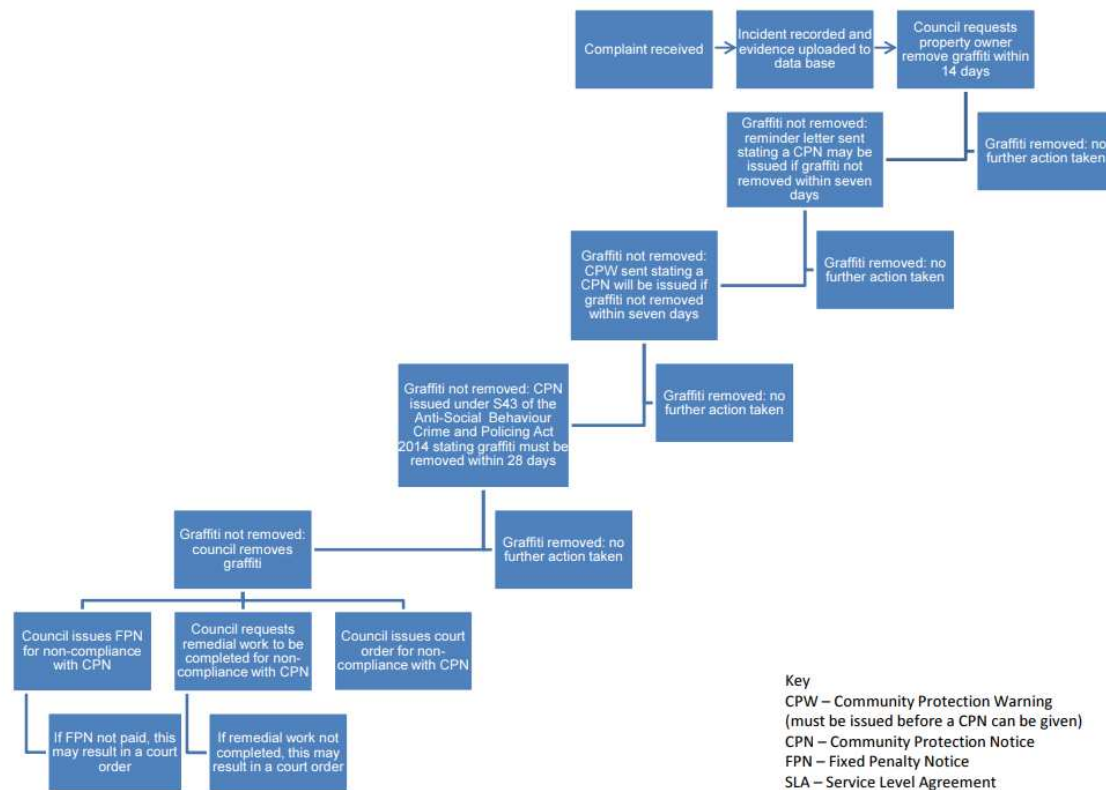 Complaint received
Incident recorded and
evidence uploaded to
data base
Council requests
property owner
remove graffiti within
14 days
Graffiti not removed:
reminder letter sent
stating a CPN may be
issued if graffiti not
removed within seven
days
Graffiti removed: no
further action taken
Graffiti not removed:
CPW sent stating a
CPN will be issued if
graffiti not removed
within seven days
Graffiti removed: no
further action taken
Graffiti not removed: CPN
issued under S43 of the
Anti-Social Behaviour
Crime and Policing Act
2014 stating graffiti must be
removed within 28 days
Graffiti removed: no
further action taken
Graffiti not removed:
council removes
graffiti
Graffiti removed: no
further action taken
Council issues FPN
for non-compliance
with CPN
Council requests
remedial work to be
completed for non-
compliance with CPN
Council issues court
order for non-
compliance with CPN
If FPN not paid, this
may result in a court
order
If remedial work not
completed, this may
result in a court order
Key
CPW – Community Protection Warning
(must be issued before a CPN can be given)
CPN – Community Protection Notice
FPN – Fixed Penalty Notice
SLA – Service Level Agreement